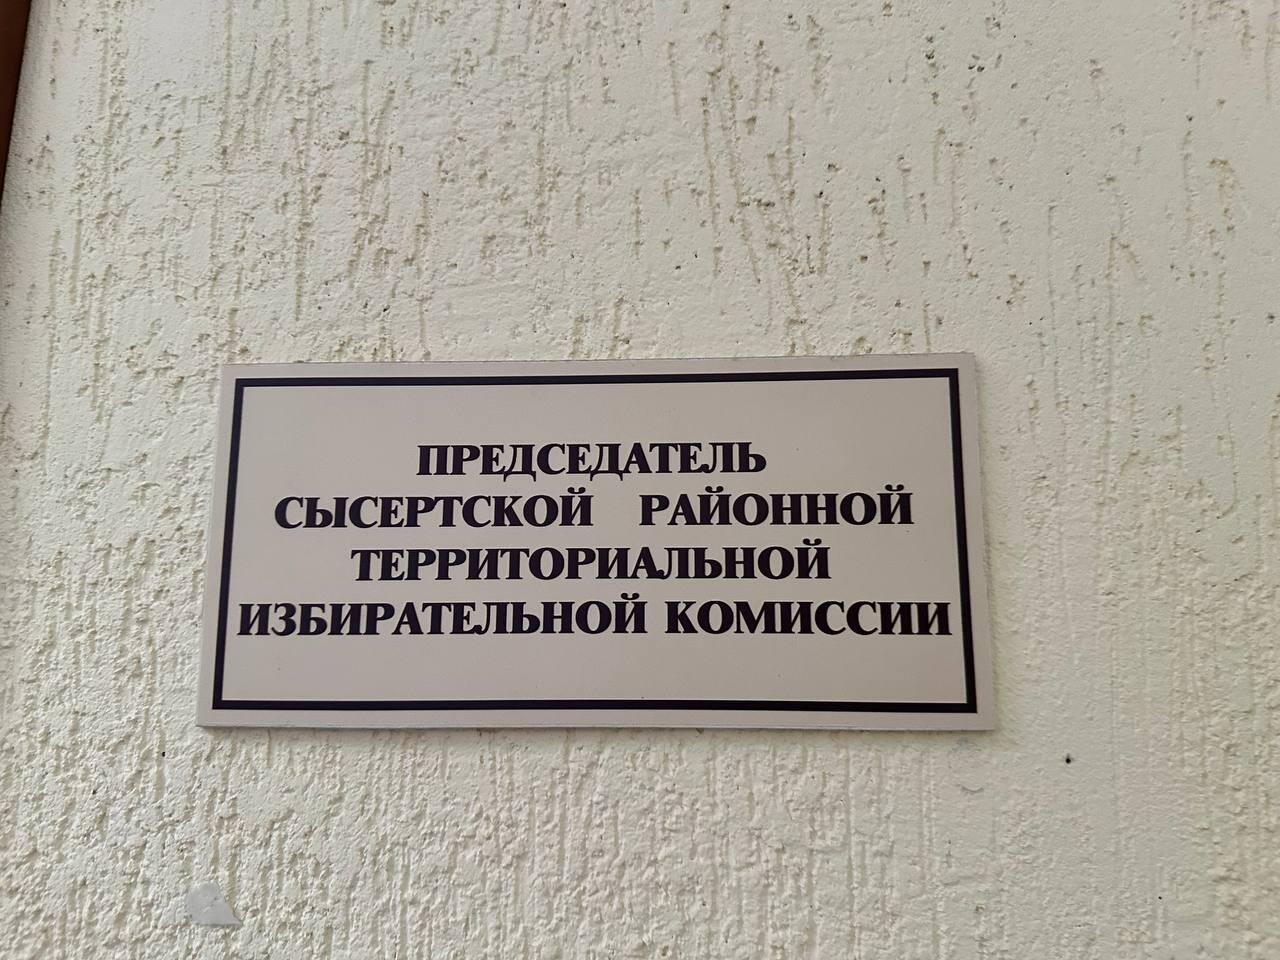 ПРЕДСЕДАТЕЛЬ
СЫСЕРТСКОЙ РАЙОННОЙ
ТЕРРИТОРИАЛЬНОЙ
ИЗБИРАТЕЛЬНОЙ КОМИССИИ